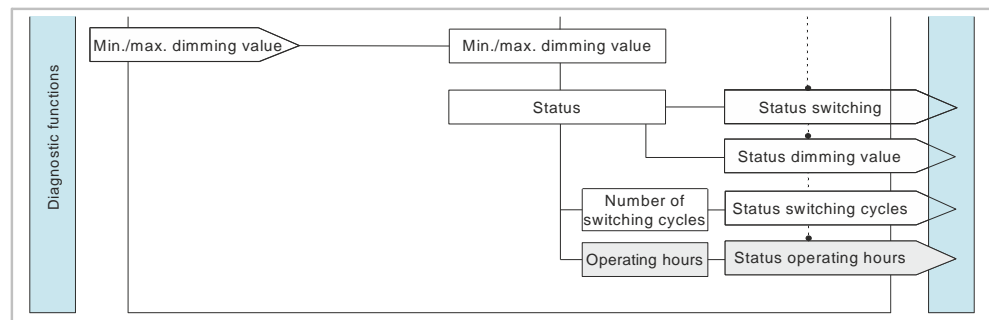 Diagnostic functions
Min./max. dimming value
Min./max. dimming value
Status
Status switching
Status dimming value
Number of
switching cycles
Status switching cycles
Operating hours
Status operating hours